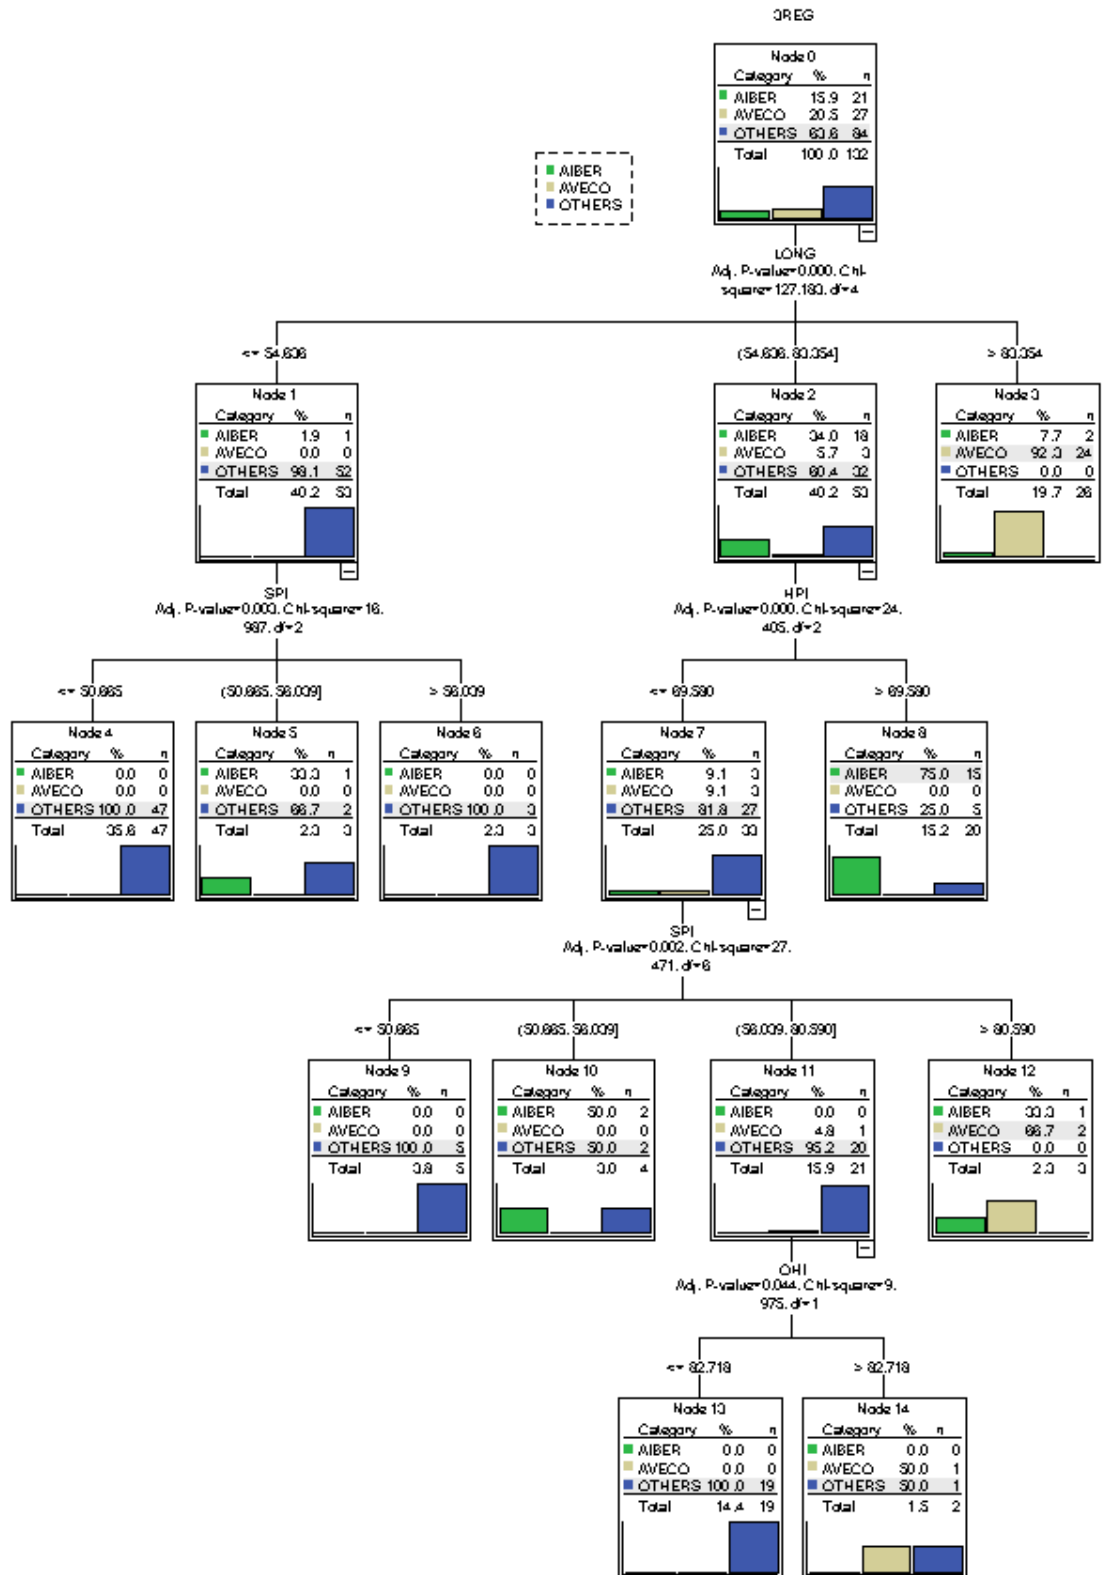 3REG
Node 0
Category % n
AIBER 15.9 21
AVECO 20.5 27
OTHERS 63.6 84
Total 100.0 132
AIBER
AVECO
OTHERS
LONG
Adj. P-value=0.000, Chi-
square=127.183, df=4
<= 54.636
(54.636, 83.354]
> 83.354
Node 1
Category % n
AIBER 1.9 1
AVECO 0.0 0
OTHERS 98.1 52
Total 40.2 53
Node 2
Category % n
AIBER 34.0 18
AVECO 5.7 3
OTHERS 60.4 32
Total 40.2 53
Node 3
Category % n
AIBER 7.7 2
AVECO 92.3 24
OTHERS 0.0 0
Total 19.7 26
SPI
Adj. P-value=0.003, Chi-square=16.
987, df=2
HPI
Adj. P-value=0.000, Chi-square=24.
405, df=2
<= 50.665
(50.665, 56.039]
> 56.039
<= 69.580
> 69.580
Node 4
Category % n
AIBER 0.0 0
AVECO 0.0 0
OTHERS 100.0 47
Total 35.6 47
Node 5
Category % n
AIBER 33.3 1
AVECO 0.0 0
OTHERS 66.7 2
Total 2.3 3
Node 6
Category % n
AIBER 0.0 0
AVECO 0.0 0
OTHERS 100.0 3
Total 2.3 3
Node 7
Category % n
AIBER 9.1 3
AVECO 9.1 3
OTHERS 81.8 27
Total 25.0 33
Node 8
Category % n
AIBER 75.0 15
AVECO 0.0 0
OTHERS 25.0 5
Total 15.2 20
SPI
Adj. P-value=0.002, Chi-square=27.
471, df=6
<= 50.665
(50.665, 56.039]
(56.039, 80.590]
> 80.590
Node 9
Category % n
AIBER 0.0 0
AVECO 0.0 0
OTHERS 100.0 5
Total 3.8 5
Node 10
Category % n
AIBER 50.0 2
AVECO 0.0 0
OTHERS 50.0 2
Total 3.0 4
Node 11
Category % n
AIBER 0.0 0
AVECO 4.8 1
OTHERS 95.2 20
Total 15.9 21
Node 12
Category % n
AIBER 33.3 1
AVECO 66.7 2
OTHERS 0.0 0
Total 2.3 3
OHI
Adj. P-value=0.044, Chi-square=9.
975, df=1
<= 82.718
> 82.718
Node 13
Category % n
AIBER 0.0 0
AVECO 0.0 0
OTHERS 100.0 19
Total 14.4 19
Node 14
Category % n
AIBER 0.0 0
AVECO 50.0 1
OTHERS 50.0 1
Total 1.5 2